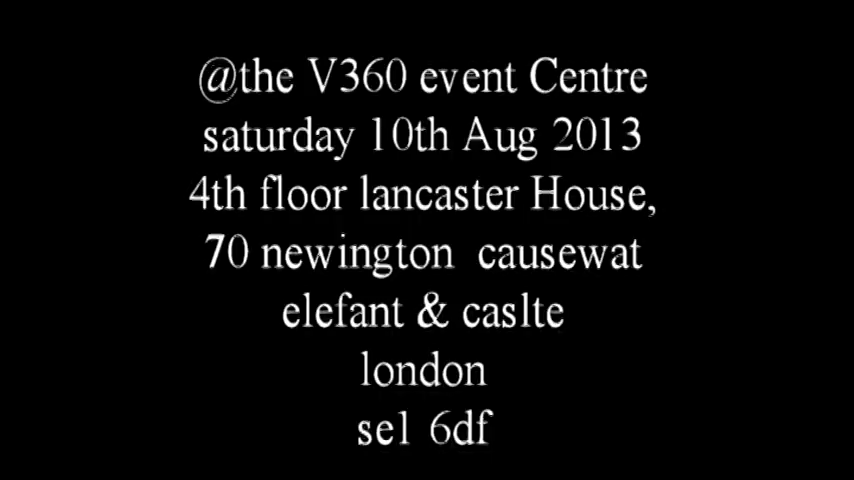 @the V360 event Centre
saturday 10th Aug 2013
4th floor lancaster House,
70 newington causewat
elefant & caslte
london
se1 6df